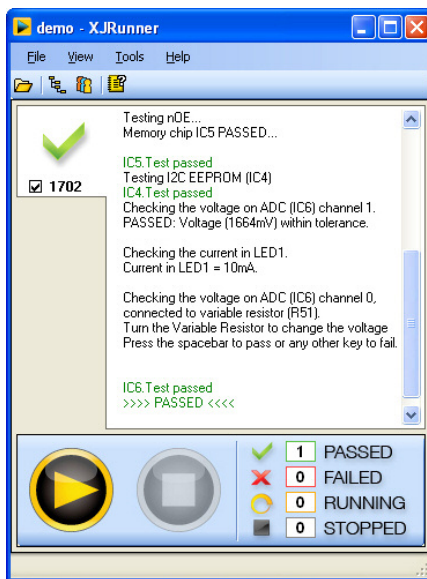 demo - XJRunner
File View Tools Help
Testing nOE...
Memory chip IC5 PASSED...
IC5.Test passed
Testing I2C EEPROM (IC4)
IC4.Test passed
Checking the voltage on ADC (IC6) channel 1.
PASSED: Voltage (1664mV) within tolerance.
Checking the current in LED1.
Current in LED1 = 10mA.
Checking the voltage on ADC (IC6) channel 0,
connected to variable resistor (R51).
Turn the Variable Resistor to change the voltage
Press the spacebar to pass or any other key to fail.
IC6.Test passed
>>>> PASSED <<<<
1702
1 PASSED
0 FAILED
0 RUNNING
0 STOPPED